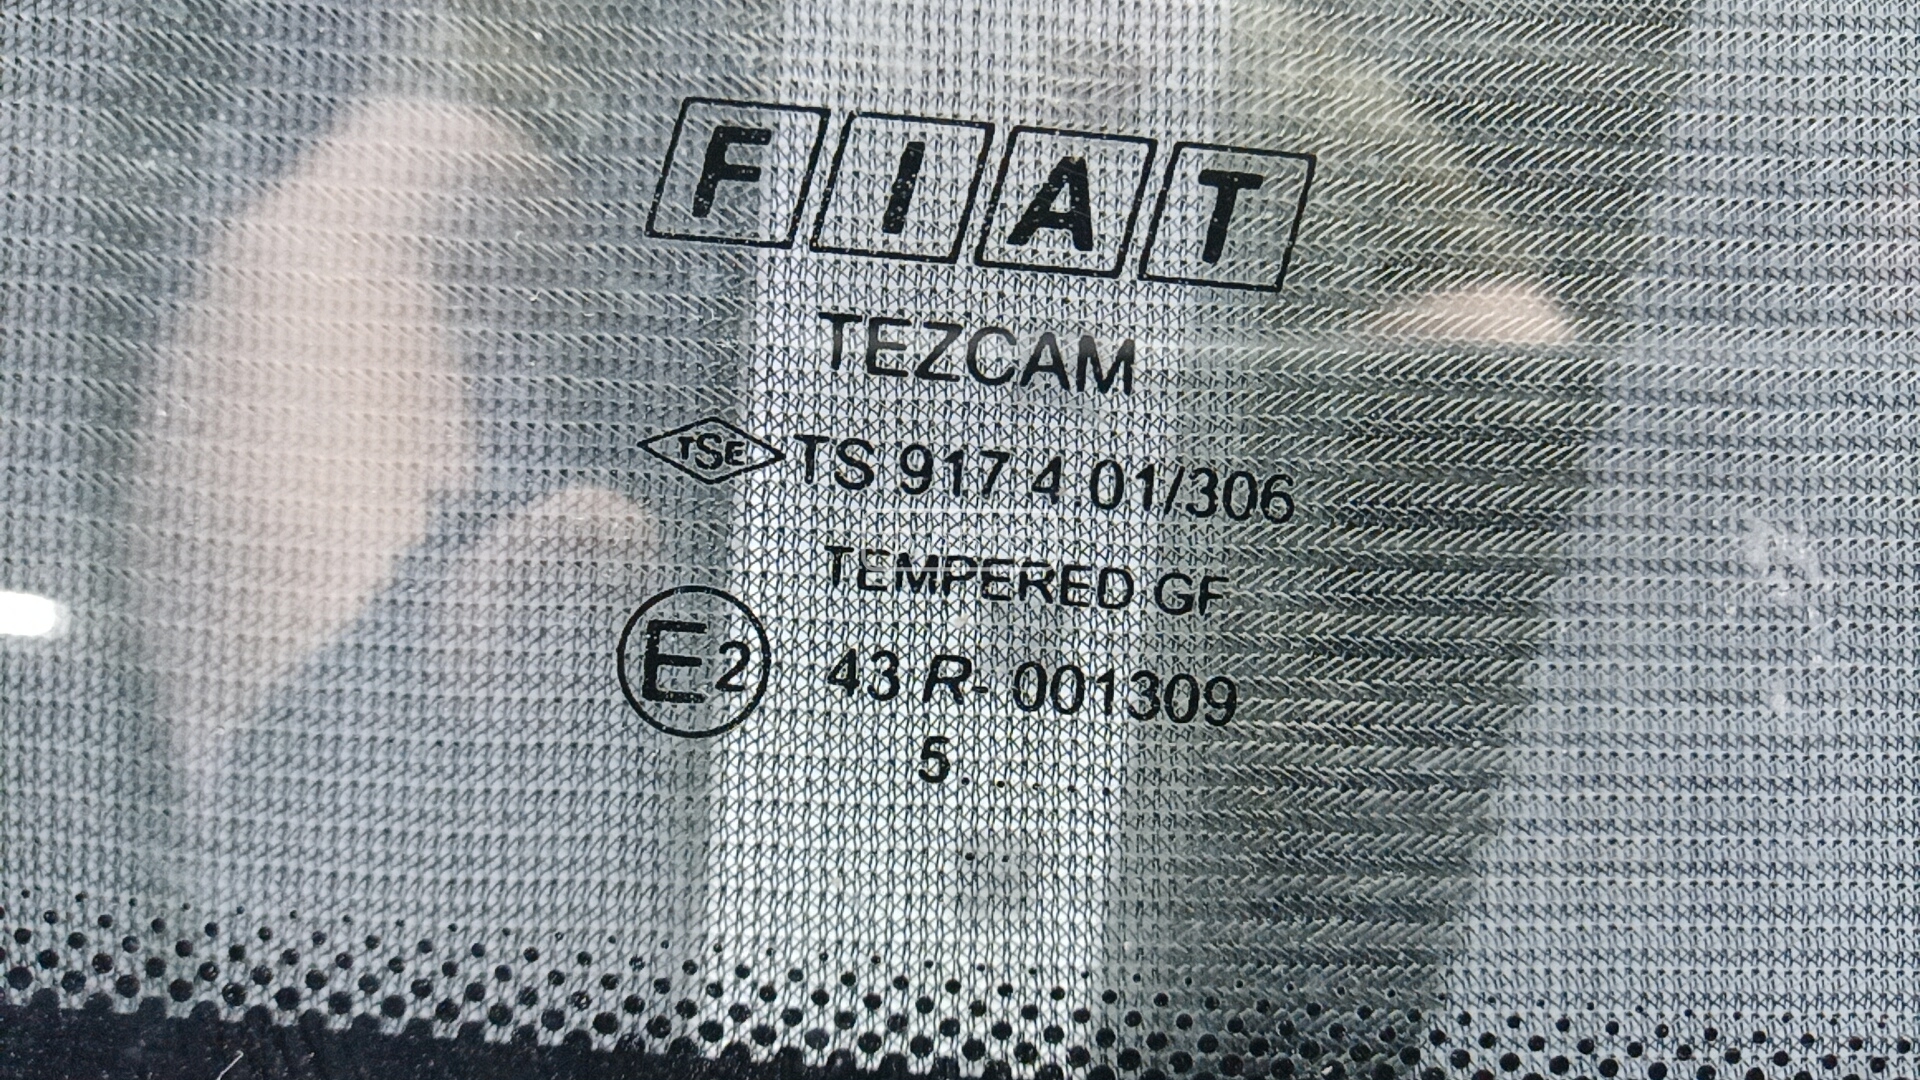 FIAT
TEZCAM
TSE TS 917 4 01/306
TEMPERED GF
E2 43 R- 001309
5...